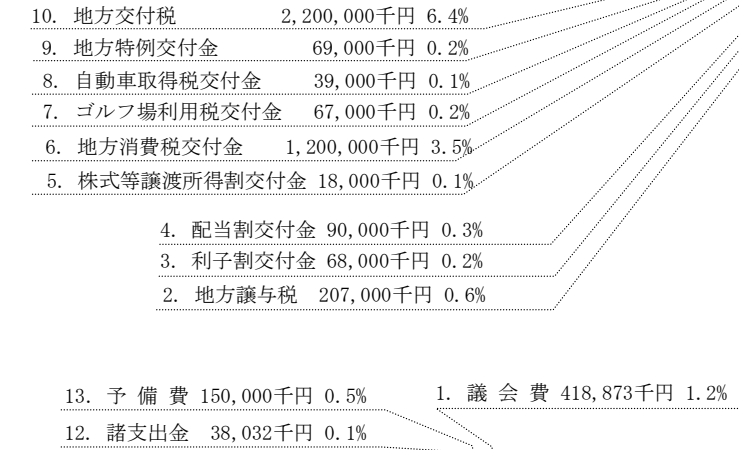 10. 地方交付税 2,200,000千円 6.4%
9. 地方特例交付金 69,000千円 0.2%
8. 自動車取得税交付金 39,000千円 0.1%
7. ゴルフ場利用税交付金 67,000千円 0.2%
6. 地方消費税交付金 1,200,000千円 3.5%
5. 株式等譲渡所得割交付金 18,000千円 0.1%
4. 配当割交付金 90,000千円 0.3%
3. 利子割交付金 68,000千円 0.2%
2. 地方譲与税 207,000千円 0.6%
13. 予 備 費 150,000千円 0.5%
1. 議 会 費 418,873千円 1.2%
12. 諸支出金 38,032千円 0.1%